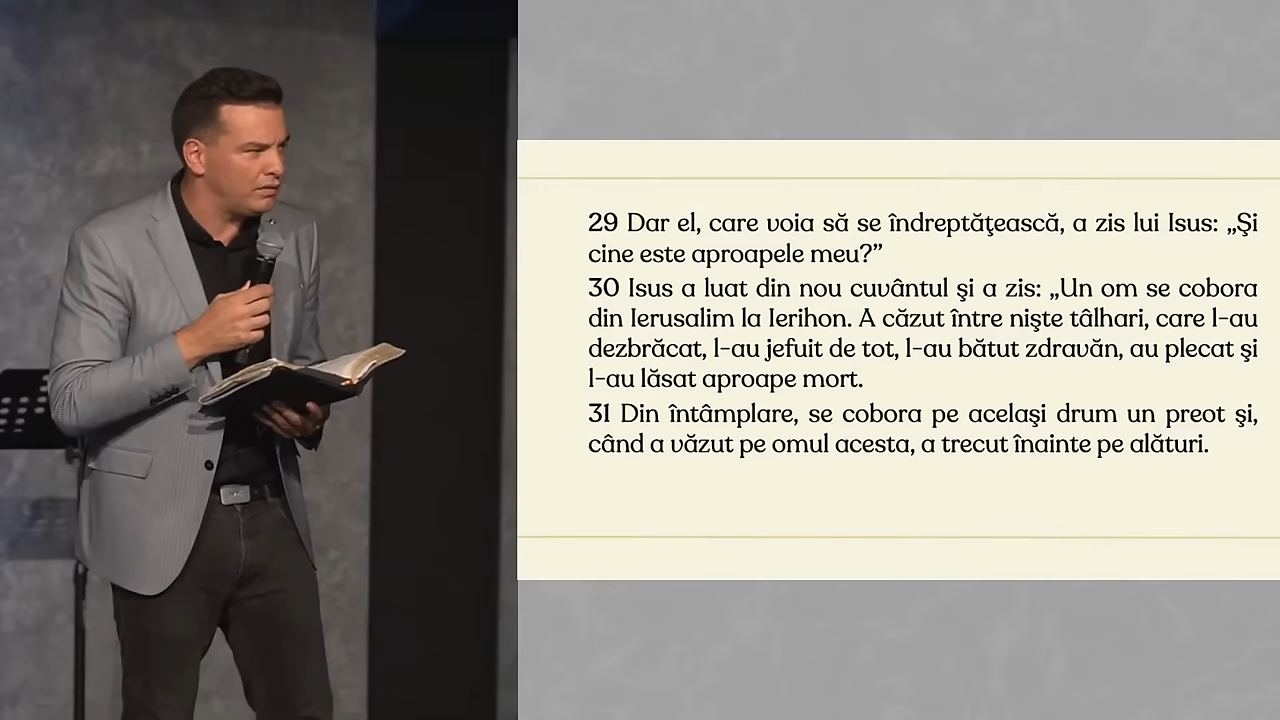 29 Dar el, care voia să se îndreptăţească, a zis lui Isus: „Şi
cine este aproapele meu?”
30 Isus a luat din nou cuvântul şi a zis: „Un om se cobora
din Ierusalim la Ierihon. A căzut între nişte tâlhari, care l-au
dezbrăcat, l-au jefuit de tot, l-au bătut zdravăn, au plecat şi
l-au lăsat aproape mort.
31 Din întâmplare, se cobora pe acelaşi drum un preot şi,
când a văzut pe omul acesta, a trecut înainte pe alături.